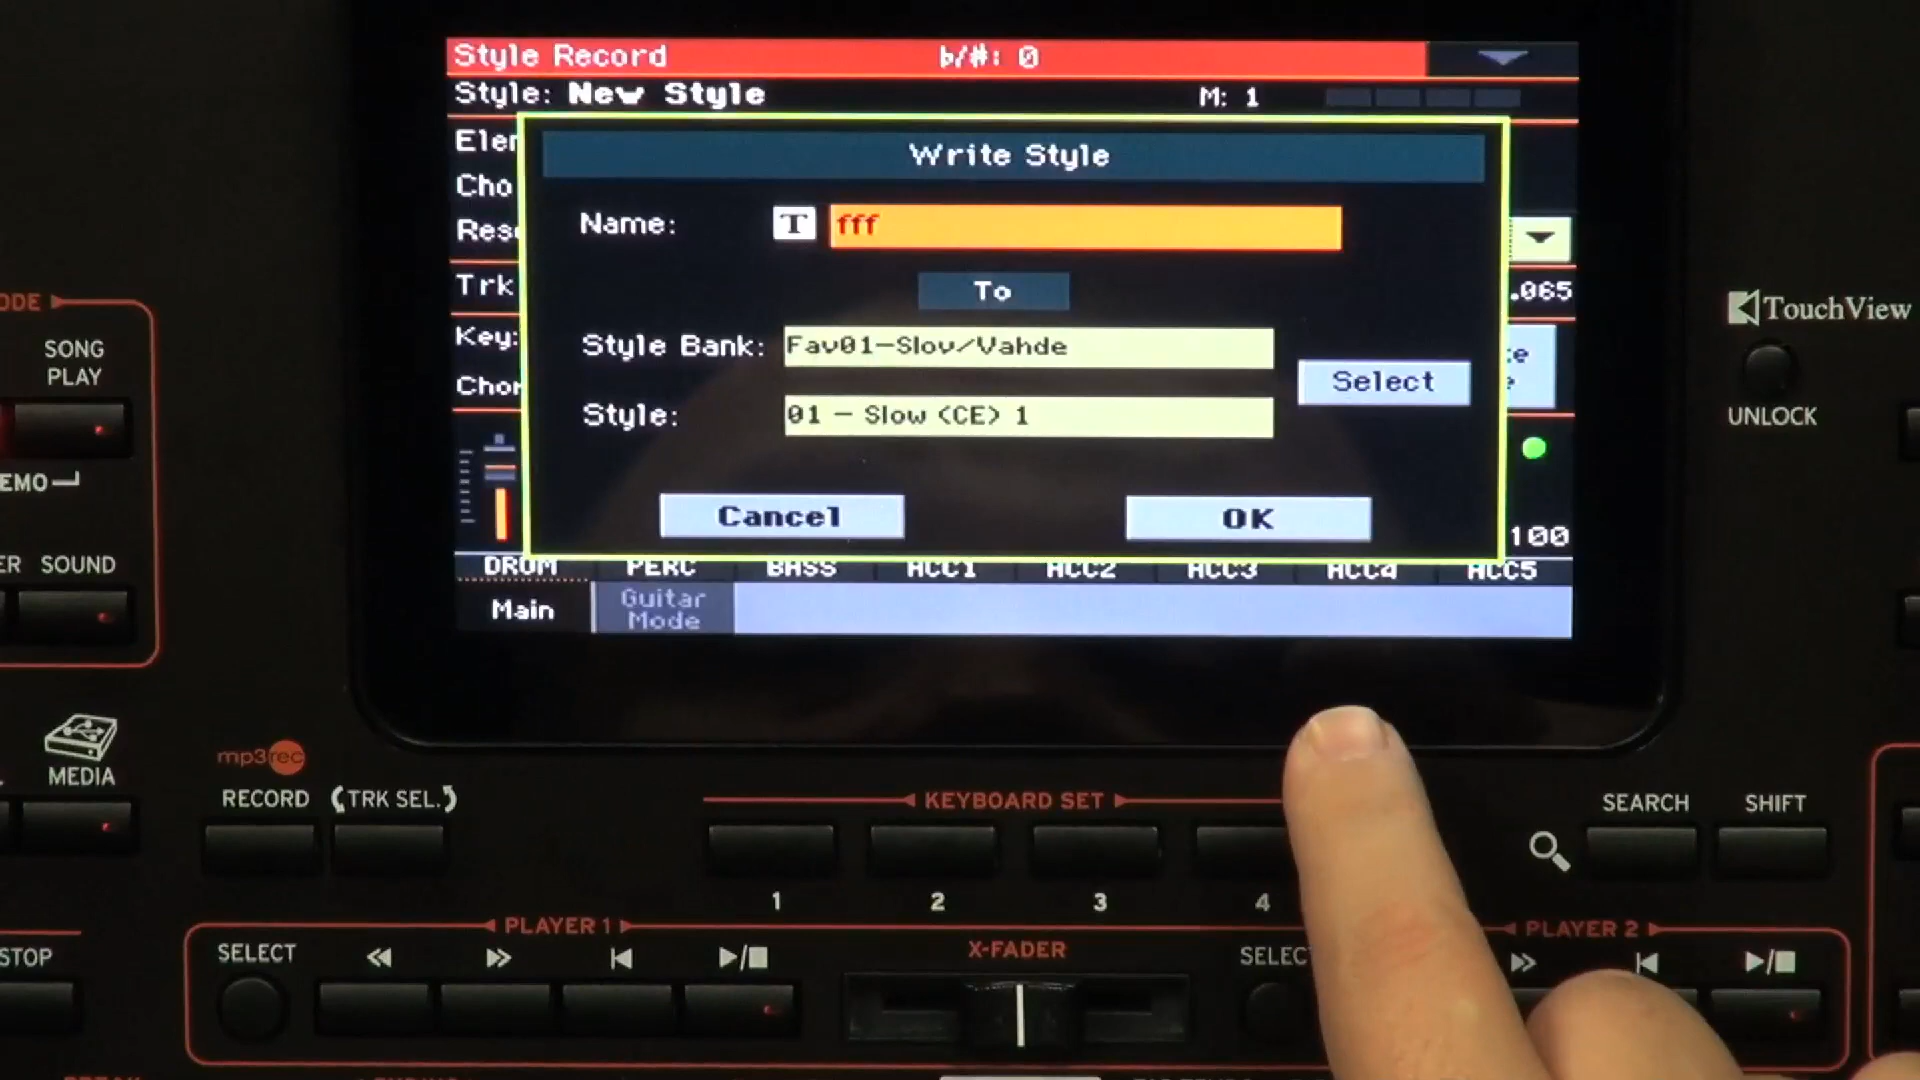 Style Record
♭/#: 0
Style: New Style
M: 1
Write Style
Name:
T
fff
To
Style Bank:
Fav01-Slov/Vahde
Style:
01 - Slow (CE) 1
Select
Cancel
OK
Cho
Trk
Key:
.065
100
DRUM
PERC
BASS
ACC1
ACC2
ACC3
ACC4
ACC5
Main
Guitar
Mode
SONG
PLAY
SOUND
MEDIA
mp3rec
RECORD
TRK SEL.
KEYBOARD SET
1
2
3
4
TouchView
UNLOCK
SEARCH
SHIFT
STOP
PLAYER 1
SELECT
X-FADER
PLAYER 2